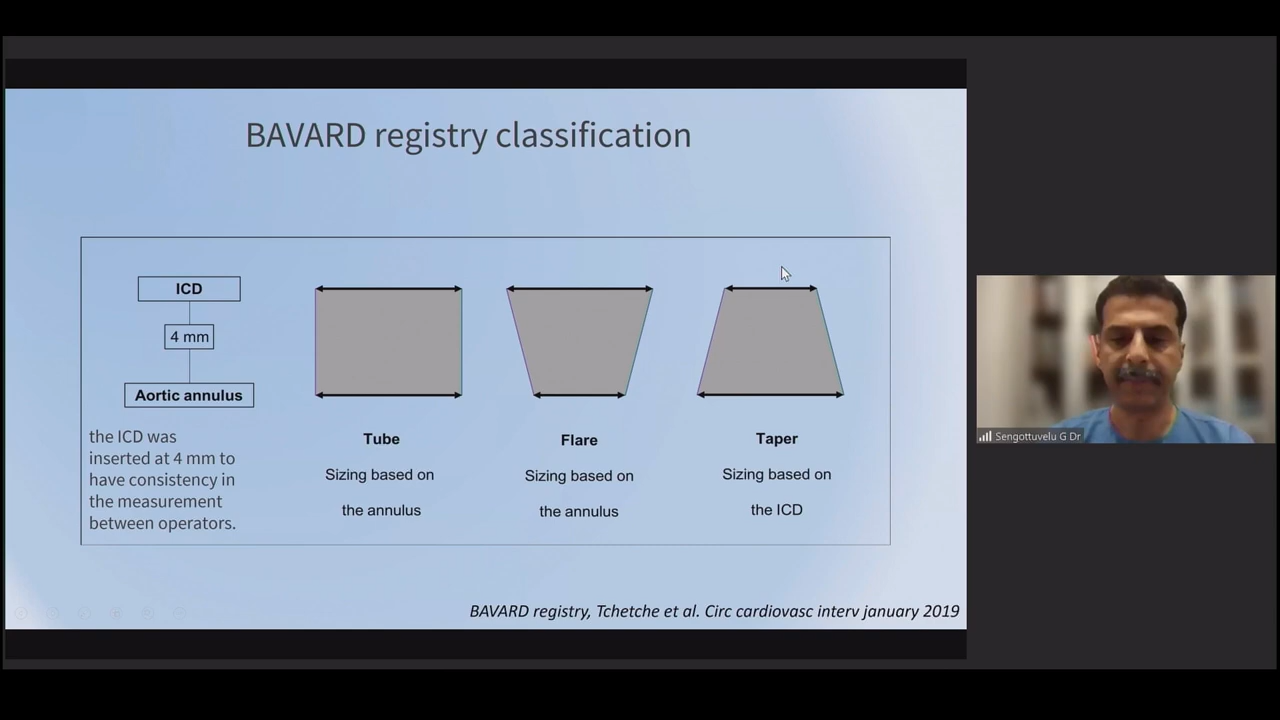 BAVARD registry classification
ICD
4 mm
Aortic annulus
the ICD was
inserted at 4 mm to
have consistency in
the measurement
between operators.
Tube
Sizing based on
the annulus
Flare
Sizing based on
the annulus
Taper
Sizing based on
the ICD
BAVARD registry, Tchetche et al. Circ cardiovasc interv january 2019
Sengottuvelu G Dr